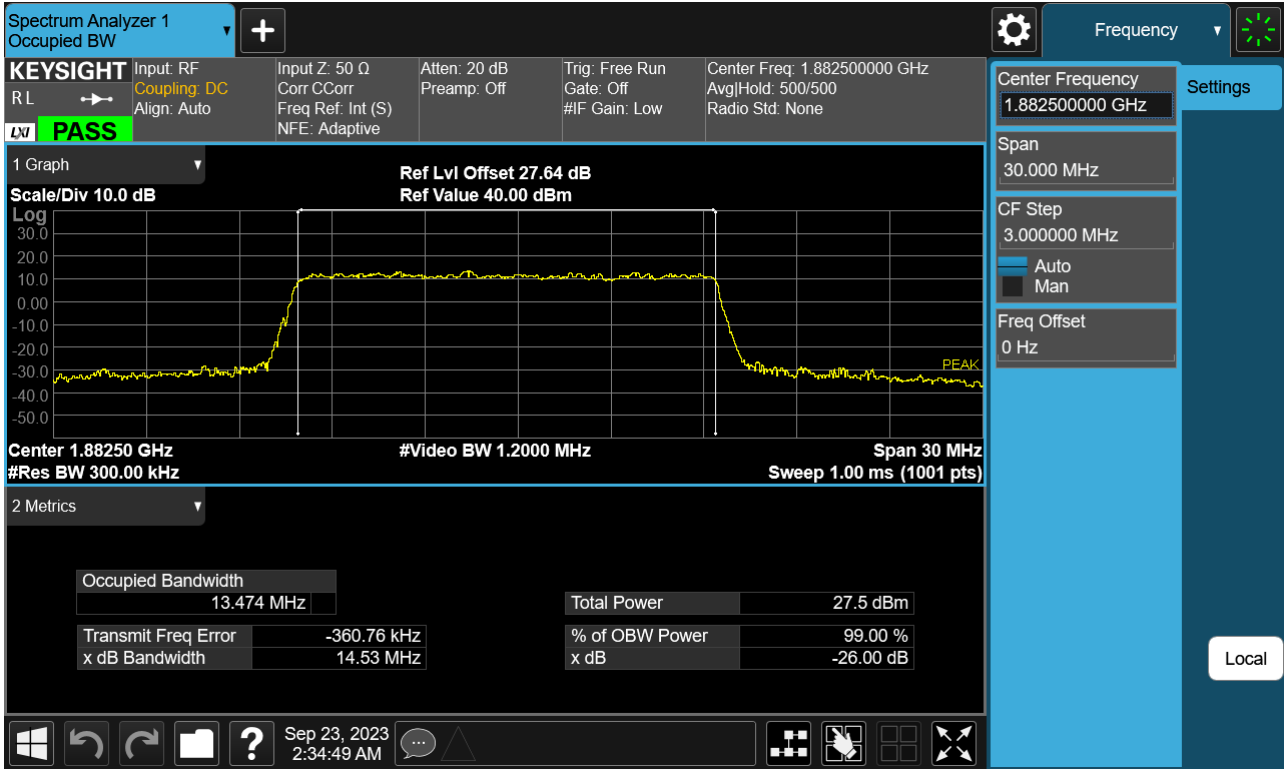 Spectrum Analyzer 1
Occupied BW
Frequency
KEYSIGHT
R L
LXI
PASS
Input: RF
Coupling: DC
Align: Auto
Input Z: 50 Ω
Corr CCorr
Freq Ref: Int (S)
NFE: Adaptive
Atten: 20 dB
Preamp: Off
Trig: Free Run
Gate: Off
#IF Gain: Low
Center Freq: 1.882500000 GHz
Avg|Hold: 500/500
Radio Std: None
Center Frequency
1.882500000 GHz
Settings
Span
30.000 MHz
CF Step
3.000000 MHz
Auto
Man
Freq Offset
0 Hz
Local
1 Graph
Scale/Div 10.0 dB
Ref Lvl Offset 27.64 dB
Ref Value 40.00 dBm
Log
30.0
20.0
10.0
0.00
-10.0
-20.0
-30.0
-40.0
-50.0
PEAK
Center 1.88250 GHz
#Video BW 1.2000 MHz
Span 30 MHz
#Res BW 300.00 kHz
Sweep 1.00 ms (1001 pts)
2 Metrics
Occupied Bandwidth
13.474 MHz
Total Power 27.5 dBm
Transmit Freq Error -360.76 kHz
% of OBW Power 99.00 %
x dB Bandwidth 14.53 MHz
x dB -26.00 dB
?
Sep 23, 2023
2:34:49 AM